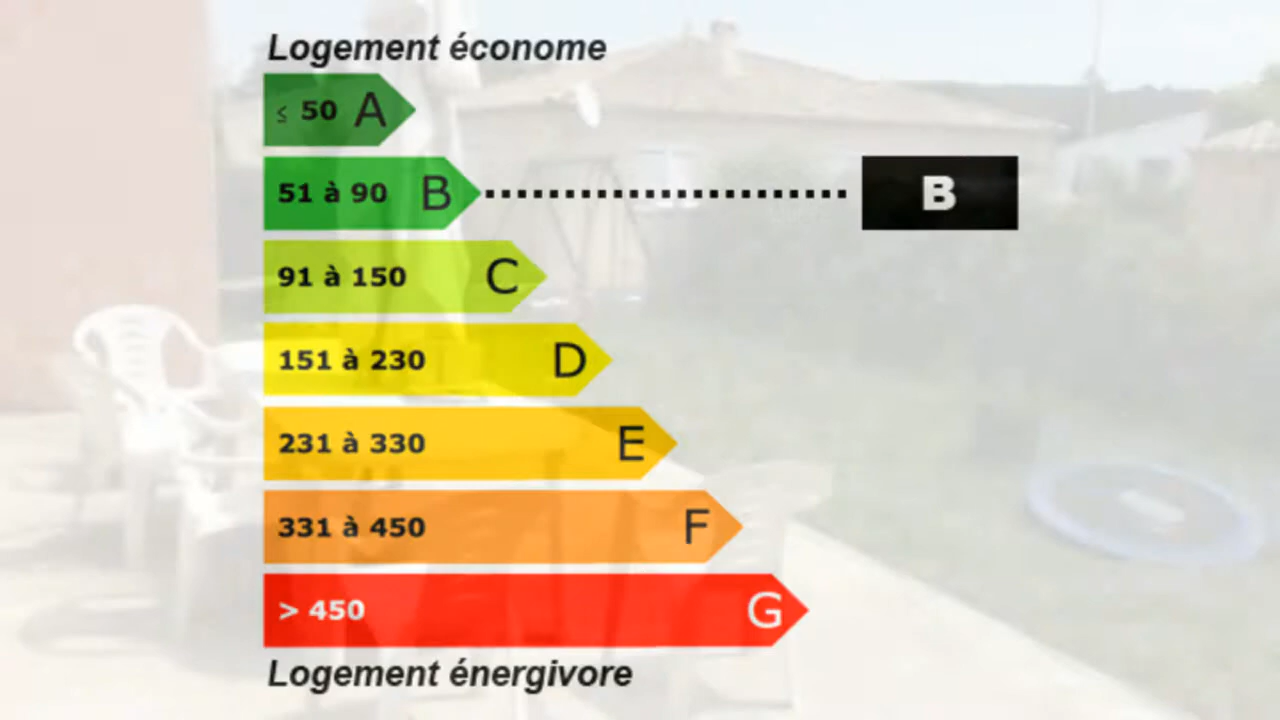 Logement économe
≤ 50 A
51 à 90 B B
91 à 150 C
151 à 230 D
231 à 330 E
331 à 450 F
> 450 G
Logement énergivore